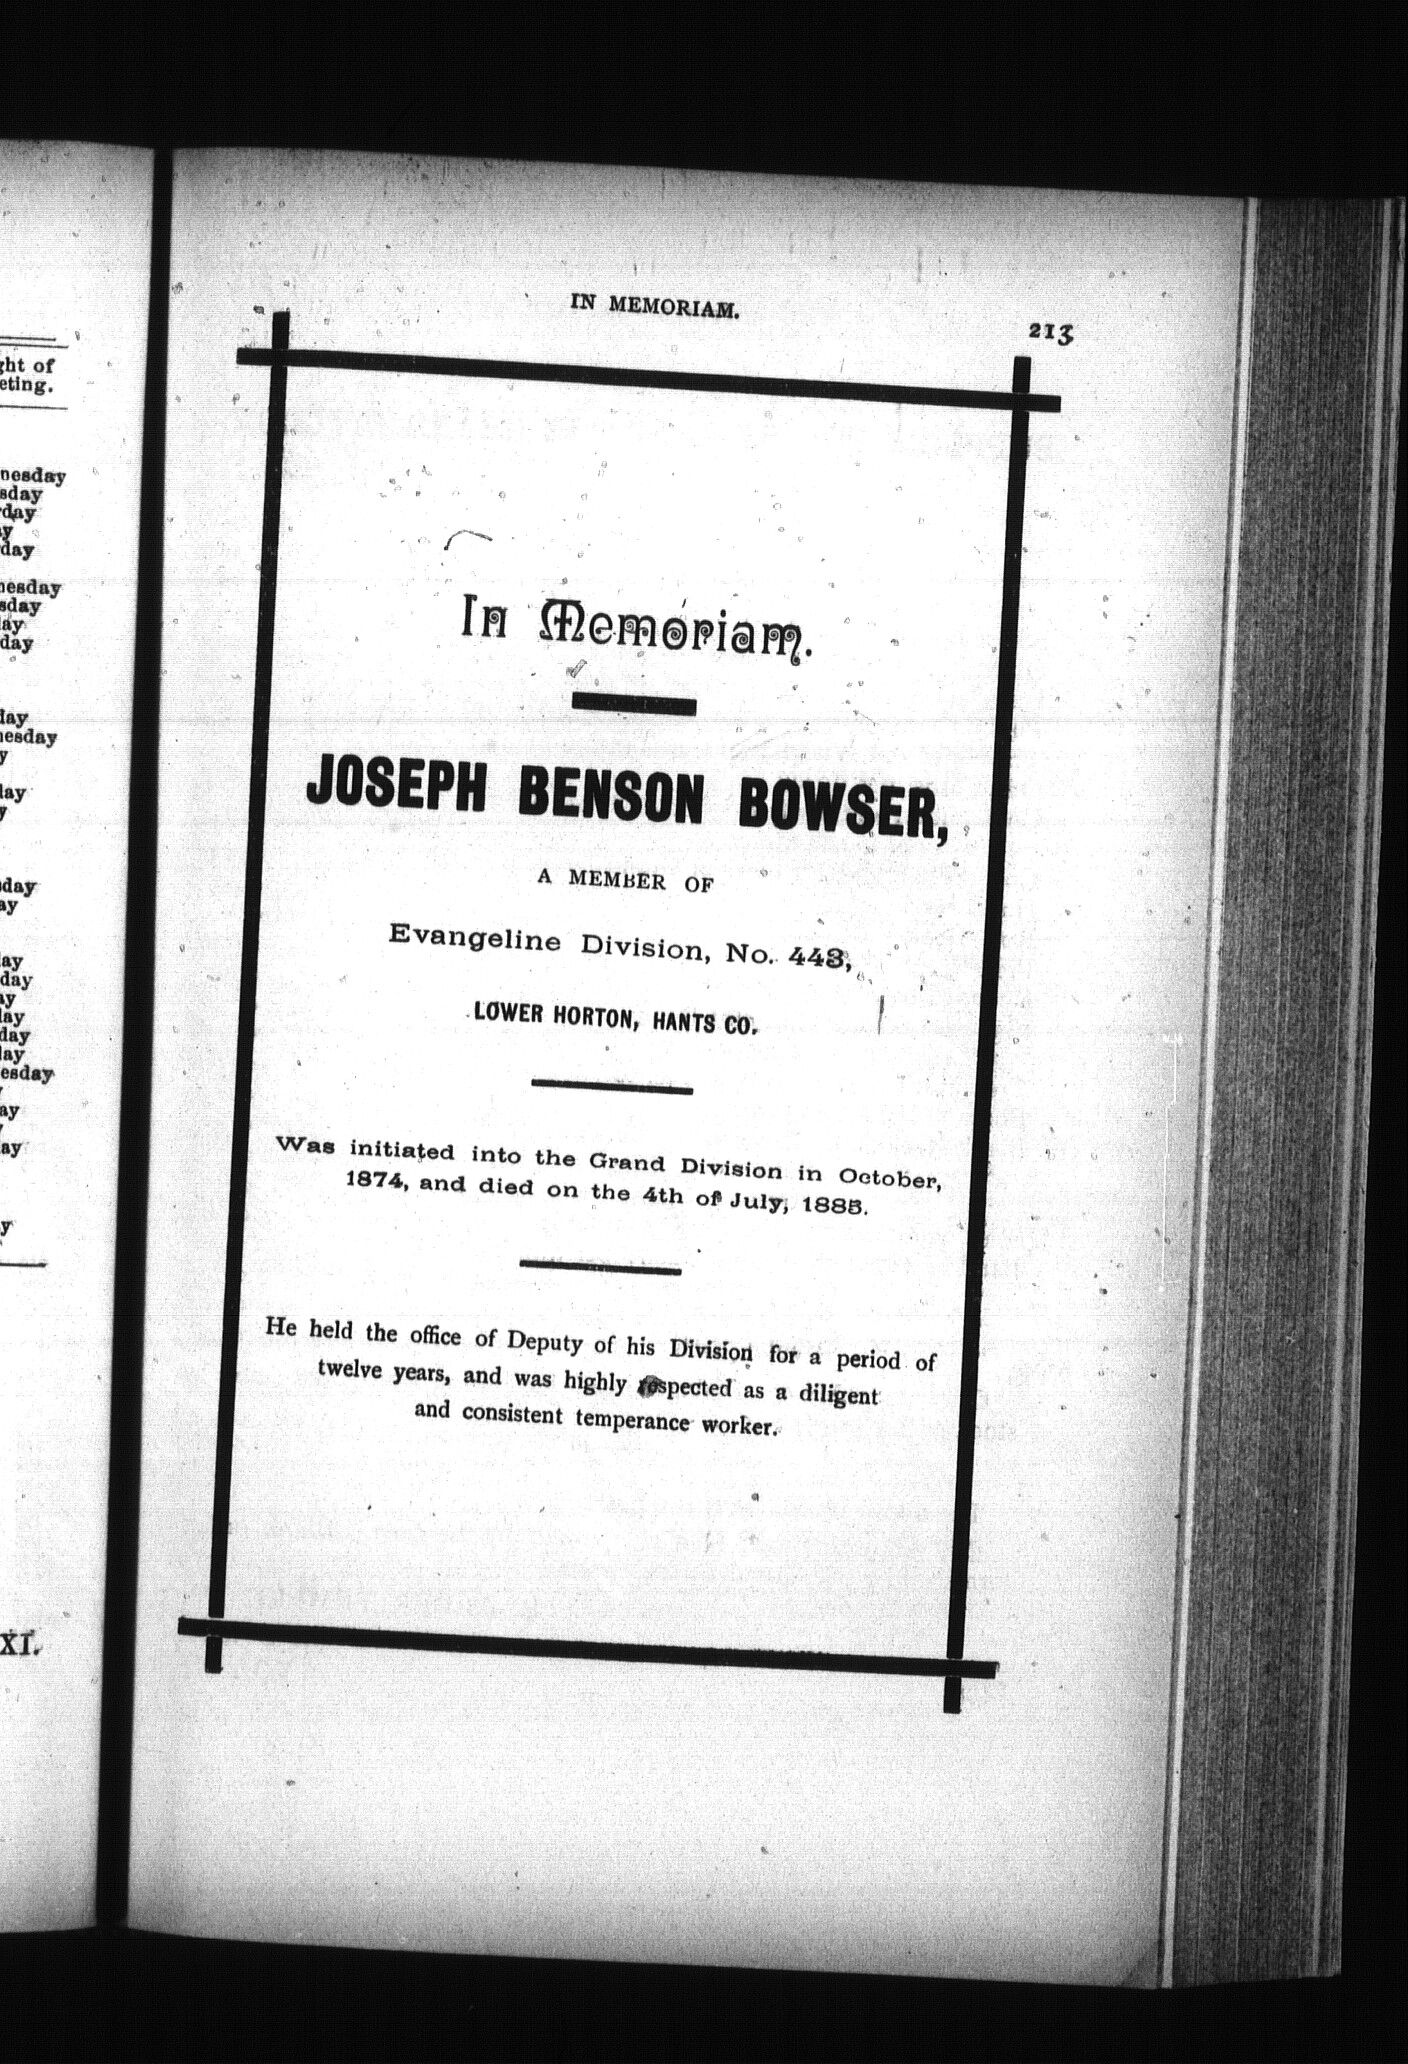 ght of
eting.
nesday
sday
rday
ay
day
nesday
sday
lay
day
day
nesday
y
day
y
day
ay
ay
day
ay
lay
day
lay
esday
ay
ay
y
XI.
IN MEMORIAM.
213
In Memoriam.
JOSEPH BENSON BOWSER,
A MEMBER OF
Evangeline Division, No. 443,
LOWER HORTON, HANTS CO.
Was initiated into the Grand Division in October,
1874, and died on the 4th of July, 1885.
He held the office of Deputy of his Division for a period of
twelve years, and was highly respected as a diligent
and consistent temperance worker.